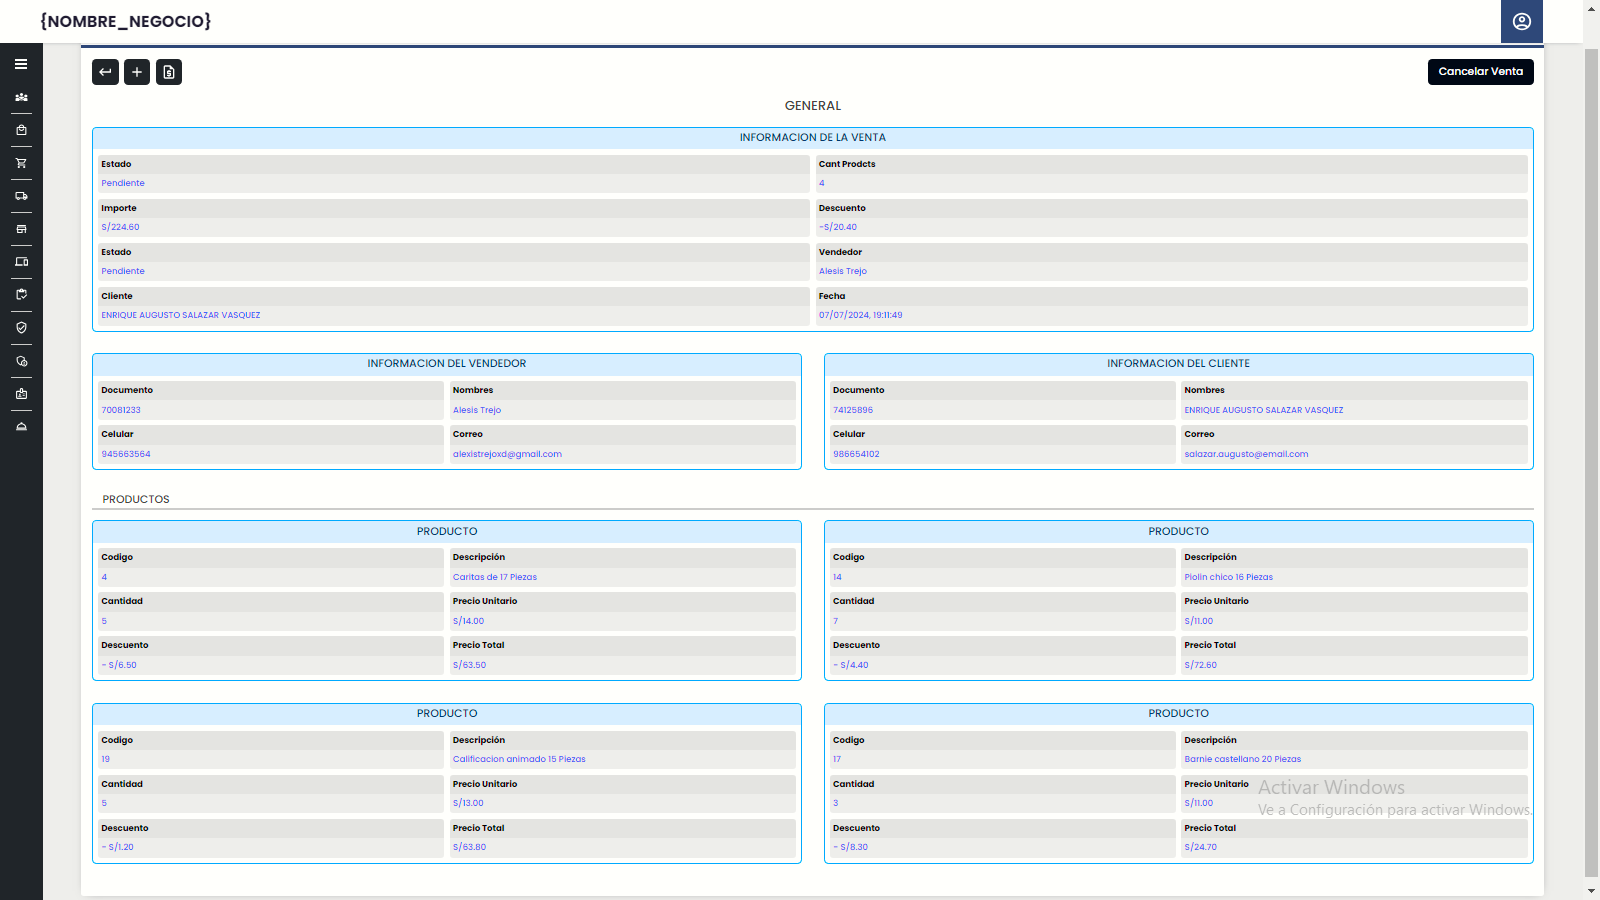 {NOMBRE_NEGOCIO}
Cancelar Venta
GENERAL
INFORMACION DE LA VENTA
Estado
Cant Prodcts
Pendiente
4
Importe
Descuento
S/224.60
-S/20.40
Estado
Vendedor
Pendiente
Alesis Trejo
Cliente
Fecha
ENRIQUE AUGUSTO SALAZAR VASQUEZ
07/07/2024, 19:11:49
INFORMACION DEL VENDEDOR
Documento
Nombres
70081233
Alesis Trejo
Celular
Correo
945663564
alexistrejoxd@gmail.com
INFORMACION DEL CLIENTE
Documento
Nombres
74125896
ENRIQUE AUGUSTO SALAZAR VASQUEZ
Celular
Correo
986654102
salazar.augusto@email.com
PRODUCTOS
PRODUCTO
Codigo
Descripción
4
Caritas de 17 Piezas
Cantidad
Precio Unitario
5
S/14.00
Descuento
Precio Total
- S/6.50
S/63.50
PRODUCTO
Codigo
Descripción
14
Piolin chico 16 Piezas
Cantidad
Precio Unitario
7
S/11.00
Descuento
Precio Total
- S/4.40
S/72.60
PRODUCTO
Codigo
Descripción
19
Calificacion animado 15 Piezas
Cantidad
Precio Unitario
5
S/13.00
Descuento
Precio Total
- S/1.20
S/63.80
PRODUCTO
Codigo
Descripción
17
Barnie castellano 20 Piezas
Cantidad
Precio Unitario
3
S/11.00
Descuento
Precio Total
- S/8.30
S/24.70
Activar Windows
Ve a Configuración para activar Windows.